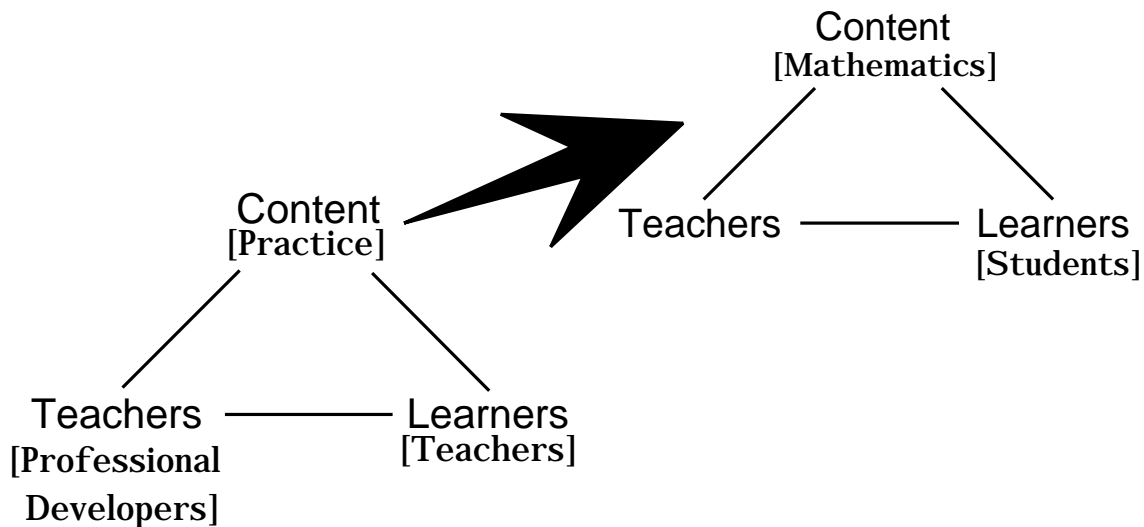 Content
[Mathematics]
Teachers
Learners
[Students]
Content
[Practice]
Teachers
[Professional
Developers]
Learners
[Teachers]